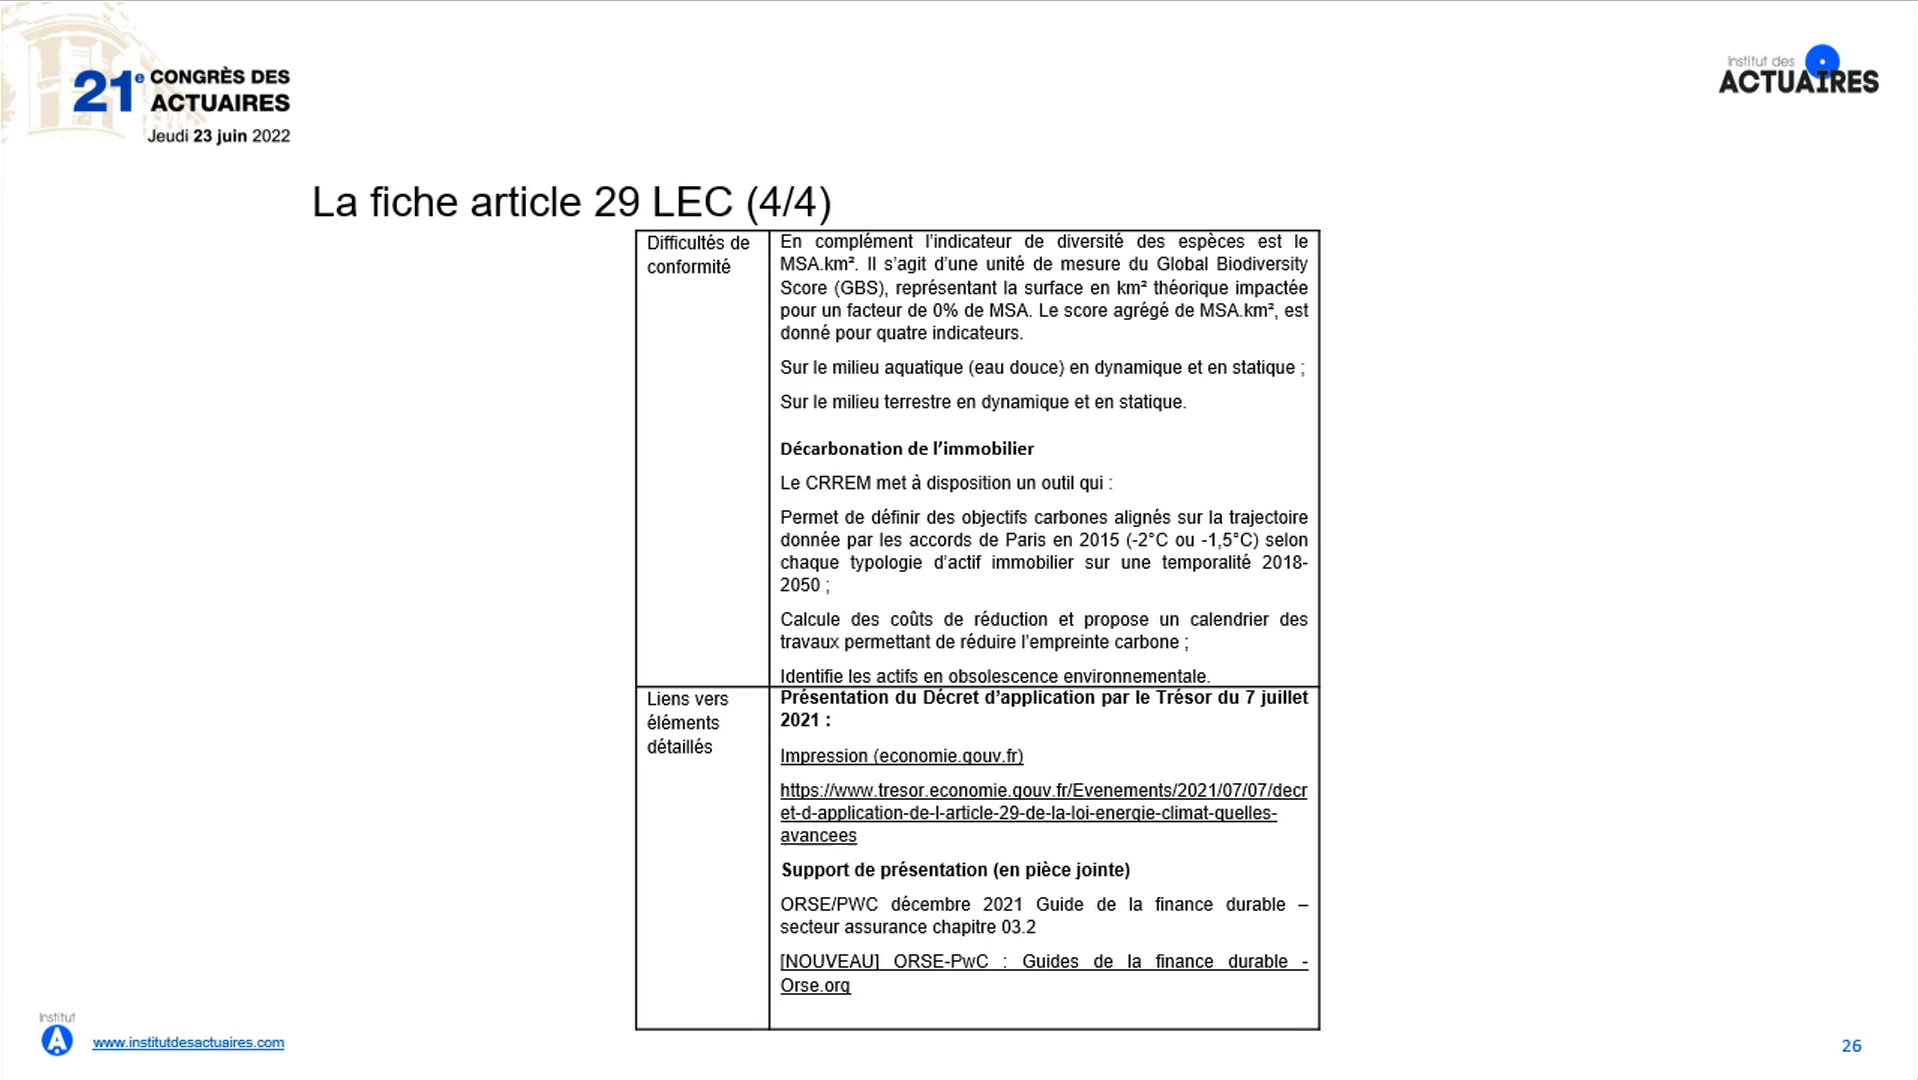 21e CONGRÈS DES
ACTUAIRES
Jeudi 23 juin 2022
Institut des
ACTUAIRES
La fiche article 29 LEC (4/4)
Difficultés de
conformité
En complément l’indicateur de diversité des espèces est le
MSA.km². Il s’agit d’une unité de mesure du Global Biodiversity
Score (GBS), représentant la surface en km² théorique impactée
pour un facteur de 0% de MSA. Le score agrégé de MSA.km², est
donné pour quatre indicateurs.
Sur le milieu aquatique (eau douce) en dynamique et en statique ;
Sur le milieu terrestre en dynamique et en statique.
Décarbonation de l’immobilier
Le CRREM met à disposition un outil qui :
Permet de définir des objectifs carbones alignés sur la trajectoire
donnée par les accords de Paris en 2015 (-2°C ou -1,5°C) selon
chaque typologie d’actif immobilier sur une temporalité 2018-
2050 ;
Calcule des coûts de réduction et propose un calendrier des
travaux permettant de réduire l’empreinte carbone ;
Identifie les actifs en obsolescence environnementale.
Liens vers
éléments
détaillés
Présentation du Décret d’application par le Trésor du 7 juillet
2021 :
Impression (economie.gouv.fr)
https://www.tresor.economie.gouv.fr/Evenements/2021/07/07/decr
et-d-application-de-l-article-29-de-la-loi-energie-climat-quelles-
avancees
Support de présentation (en pièce jointe)
ORSE/PWC décembre 2021 Guide de la finance durable –
secteur assurance chapitre 03.2
[NOUVEAU] ORSE-PwC : Guides de la finance durable -
Orse.org
Institut
A
www.institutdesactuaires.com
26